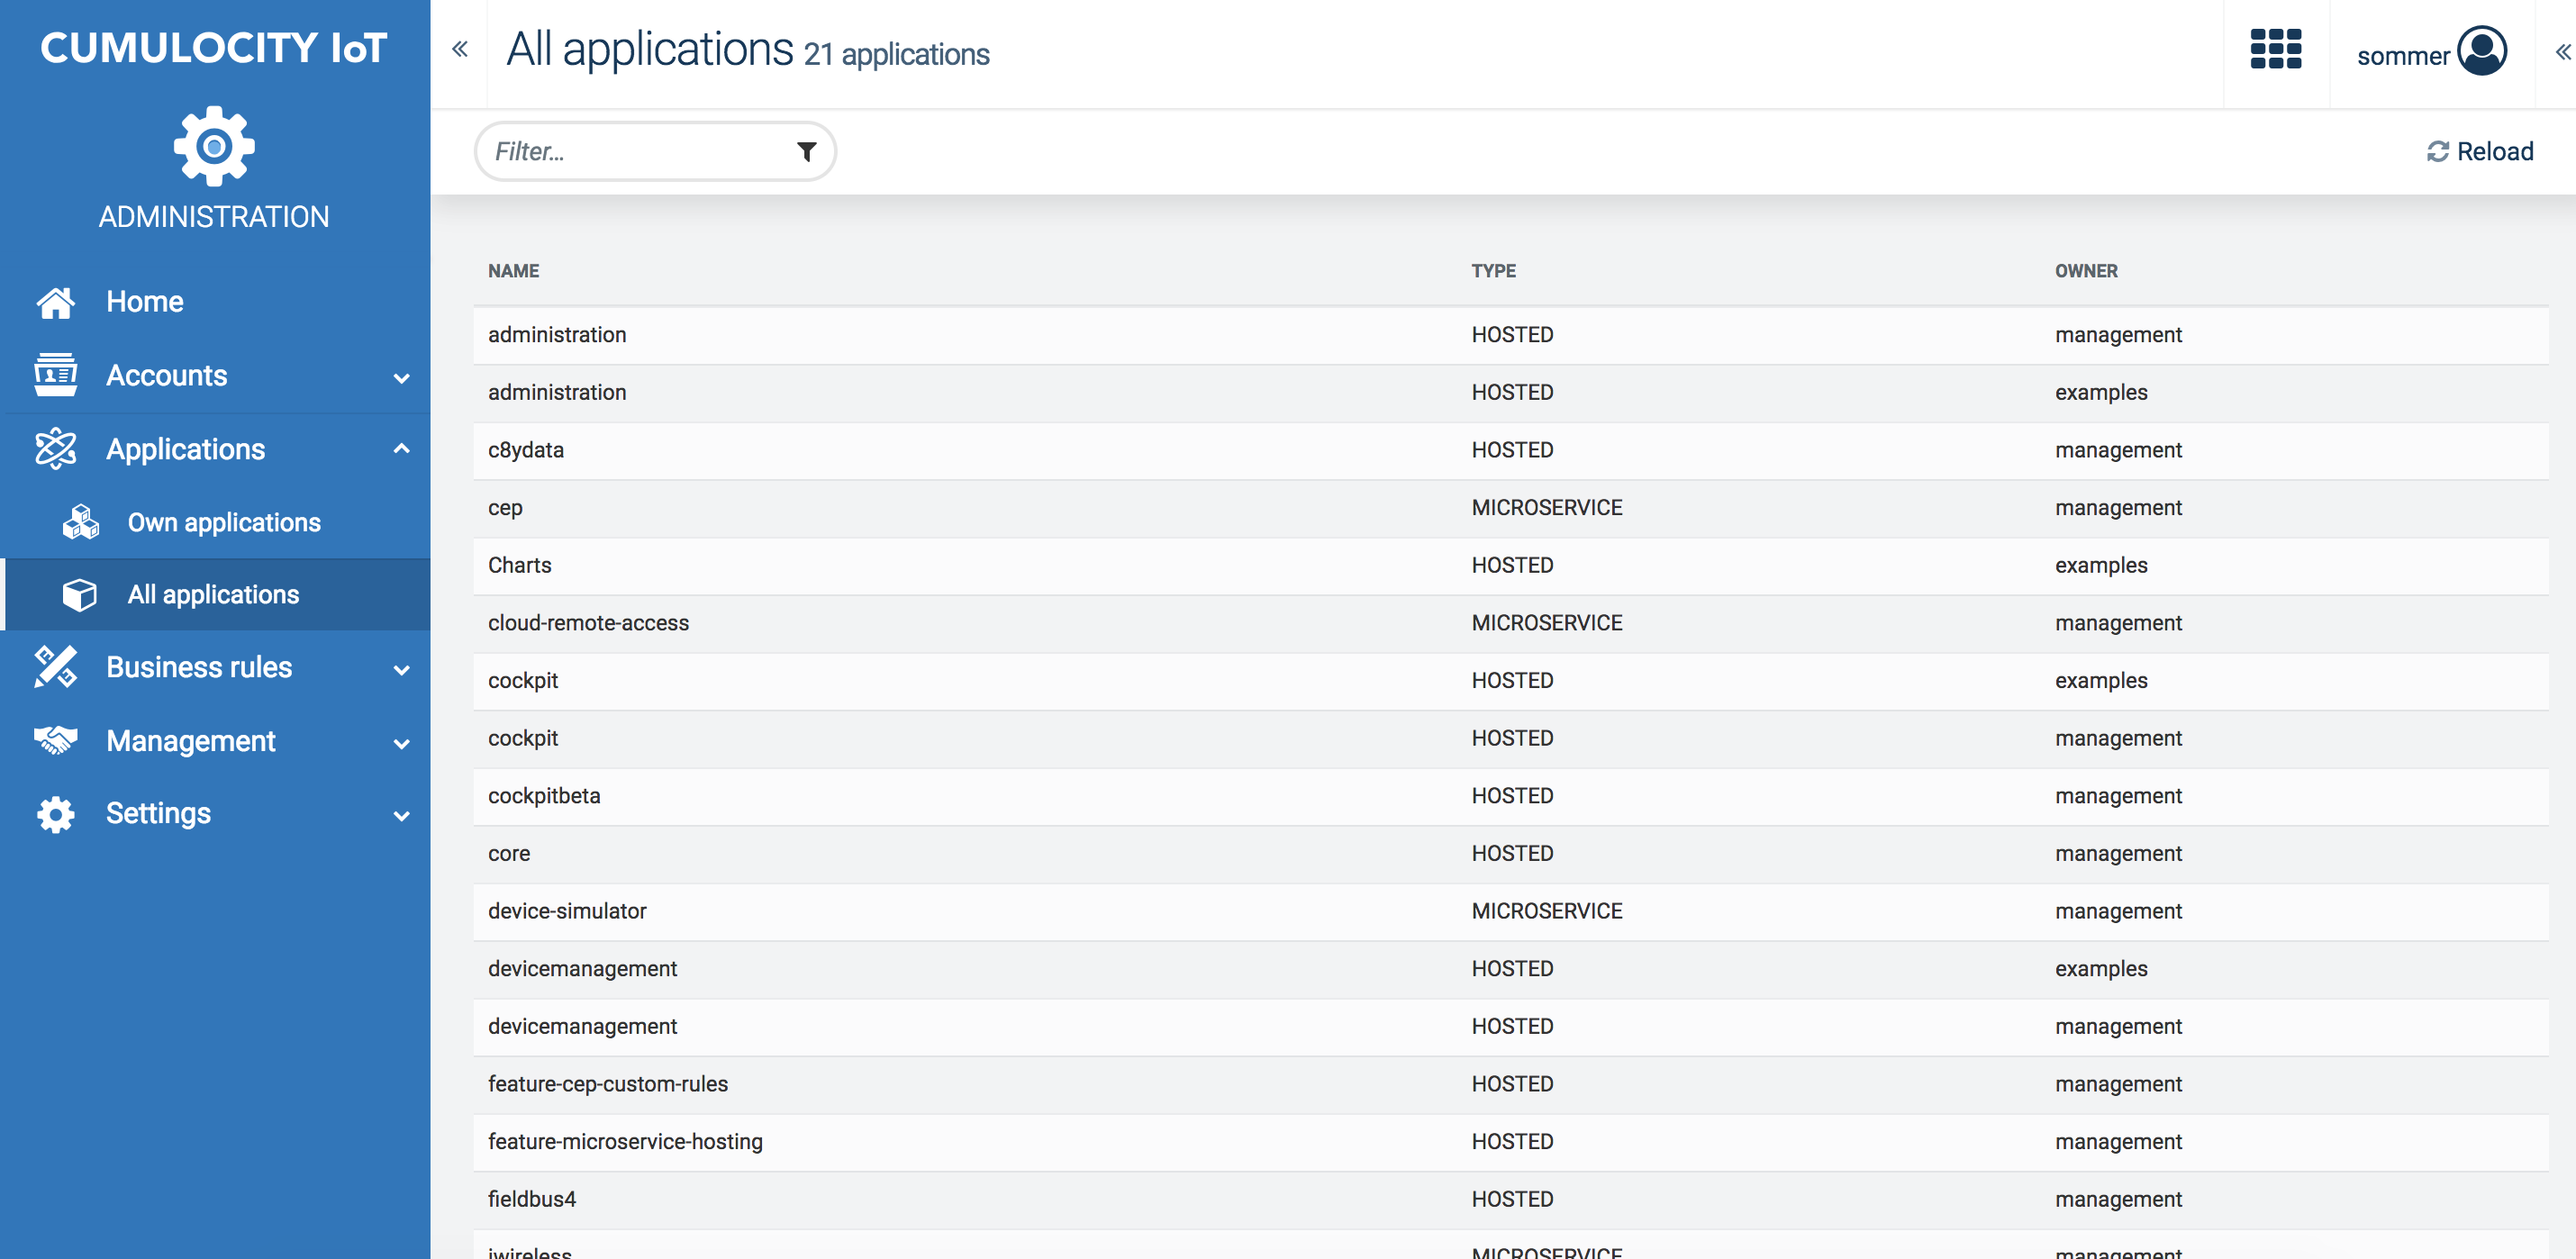 CUMULOCITY IoT
ADMINISTRATION
Home
Accounts
Applications
Own applications
All applications
Business rules
Management
Settings
All applications 21 applications
sommer
Filter...
Reload
NAME TYPE OWNER
administration HOSTED management
administration HOSTED examples
c8ydata HOSTED management
cep MICROSERVICE management
Charts HOSTED examples
cloud-remote-access MICROSERVICE management
cockpit HOSTED examples
cockpit HOSTED management
cockpitbeta HOSTED management
core HOSTED management
device-simulator MICROSERVICE management
devicemanagement HOSTED examples
devicemanagement HOSTED management
feature-cep-custom-rules HOSTED management
feature-microservice-hosting HOSTED management
fieldbus4 HOSTED management
iwireless MICROSERVICE management